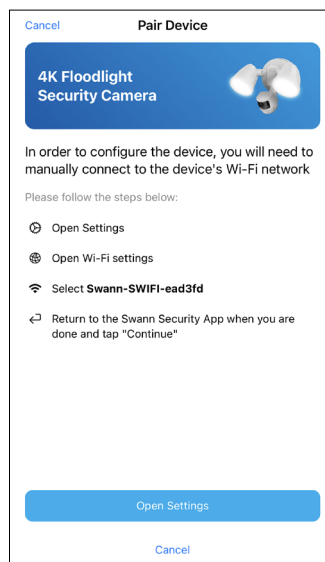 Cancel Pair Device
4K Floodlight
Security Camera
In order to configure the device, you will need to
manually connect to the device's Wi-Fi network
Please follow the steps below:
Open Settings
Open Wi-Fi settings
Select Swann-SWIFI-ead3fd
Return to the Swann Security App when you are
done and tap "Continue"
Open Settings
Cancel